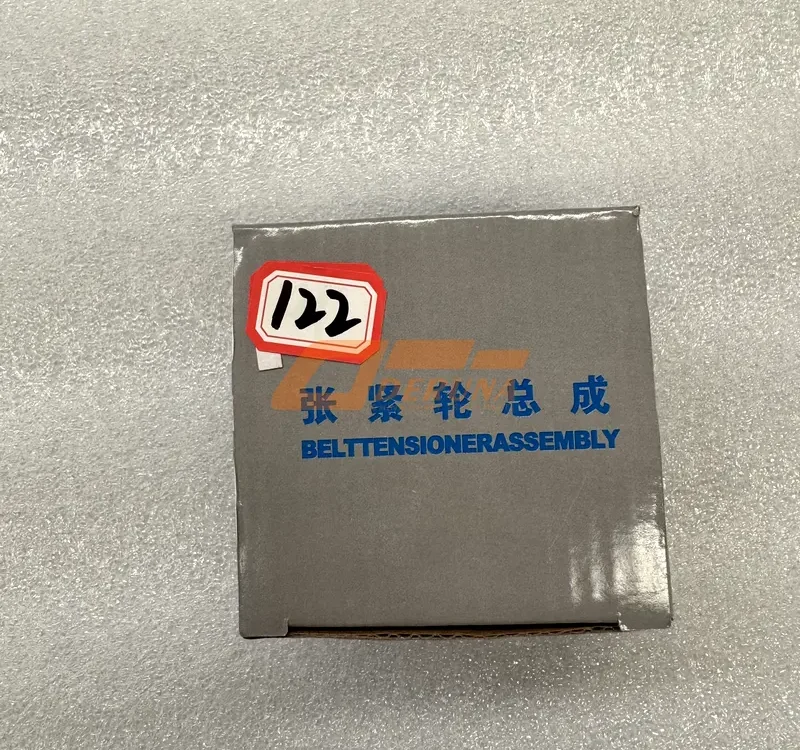 122
张紧轮总成
BELTTENSIONERASSEMBLY